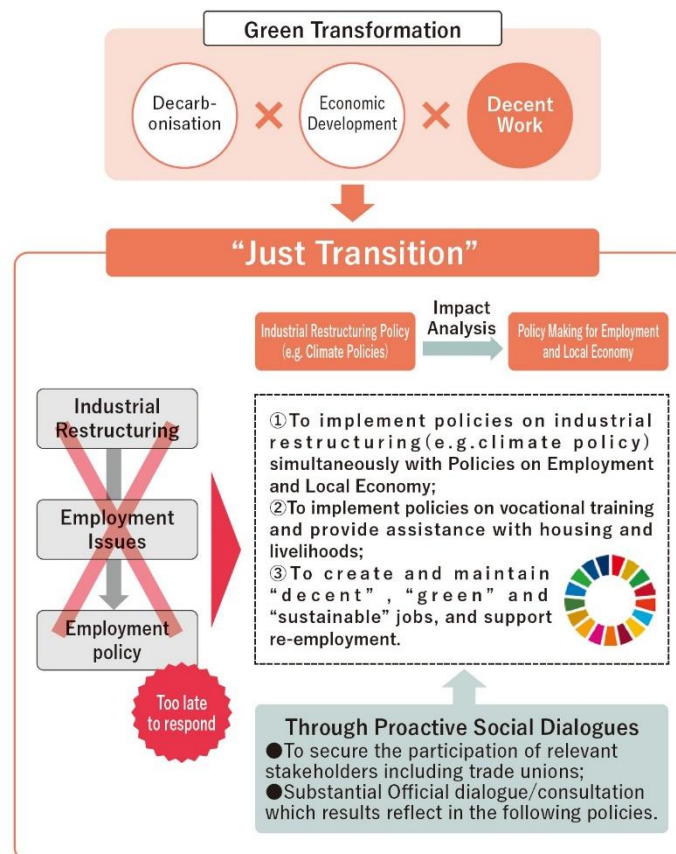 Green Transformation
Decarb-
onisation
Economic
Development
Decent
Work
“Just Transition”
Industrial Restructuring Policy
(e.g. Climate Policies)
Impact
Analysis
Policy Making for Employment
and Local Economy
Industrial
Restructuring
Employment
Issues
Employment
policy
Too late
to respond
①To implement policies on industrial
restructuring(e.g.climate policy)
simultaneously with Policies on Employment
and Local Economy;
②To implement policies on vocational training
and provide assistance with housing and
livelihoods;
③To create and maintain
“decent” , “green” and
“sustainable” jobs, and support
re-employment.
Through Proactive Social Dialogues
●To secure the participation of relevant
stakeholders including trade unions;
●Substantial Official dialogue/consultation
which results reflect in the following policies.